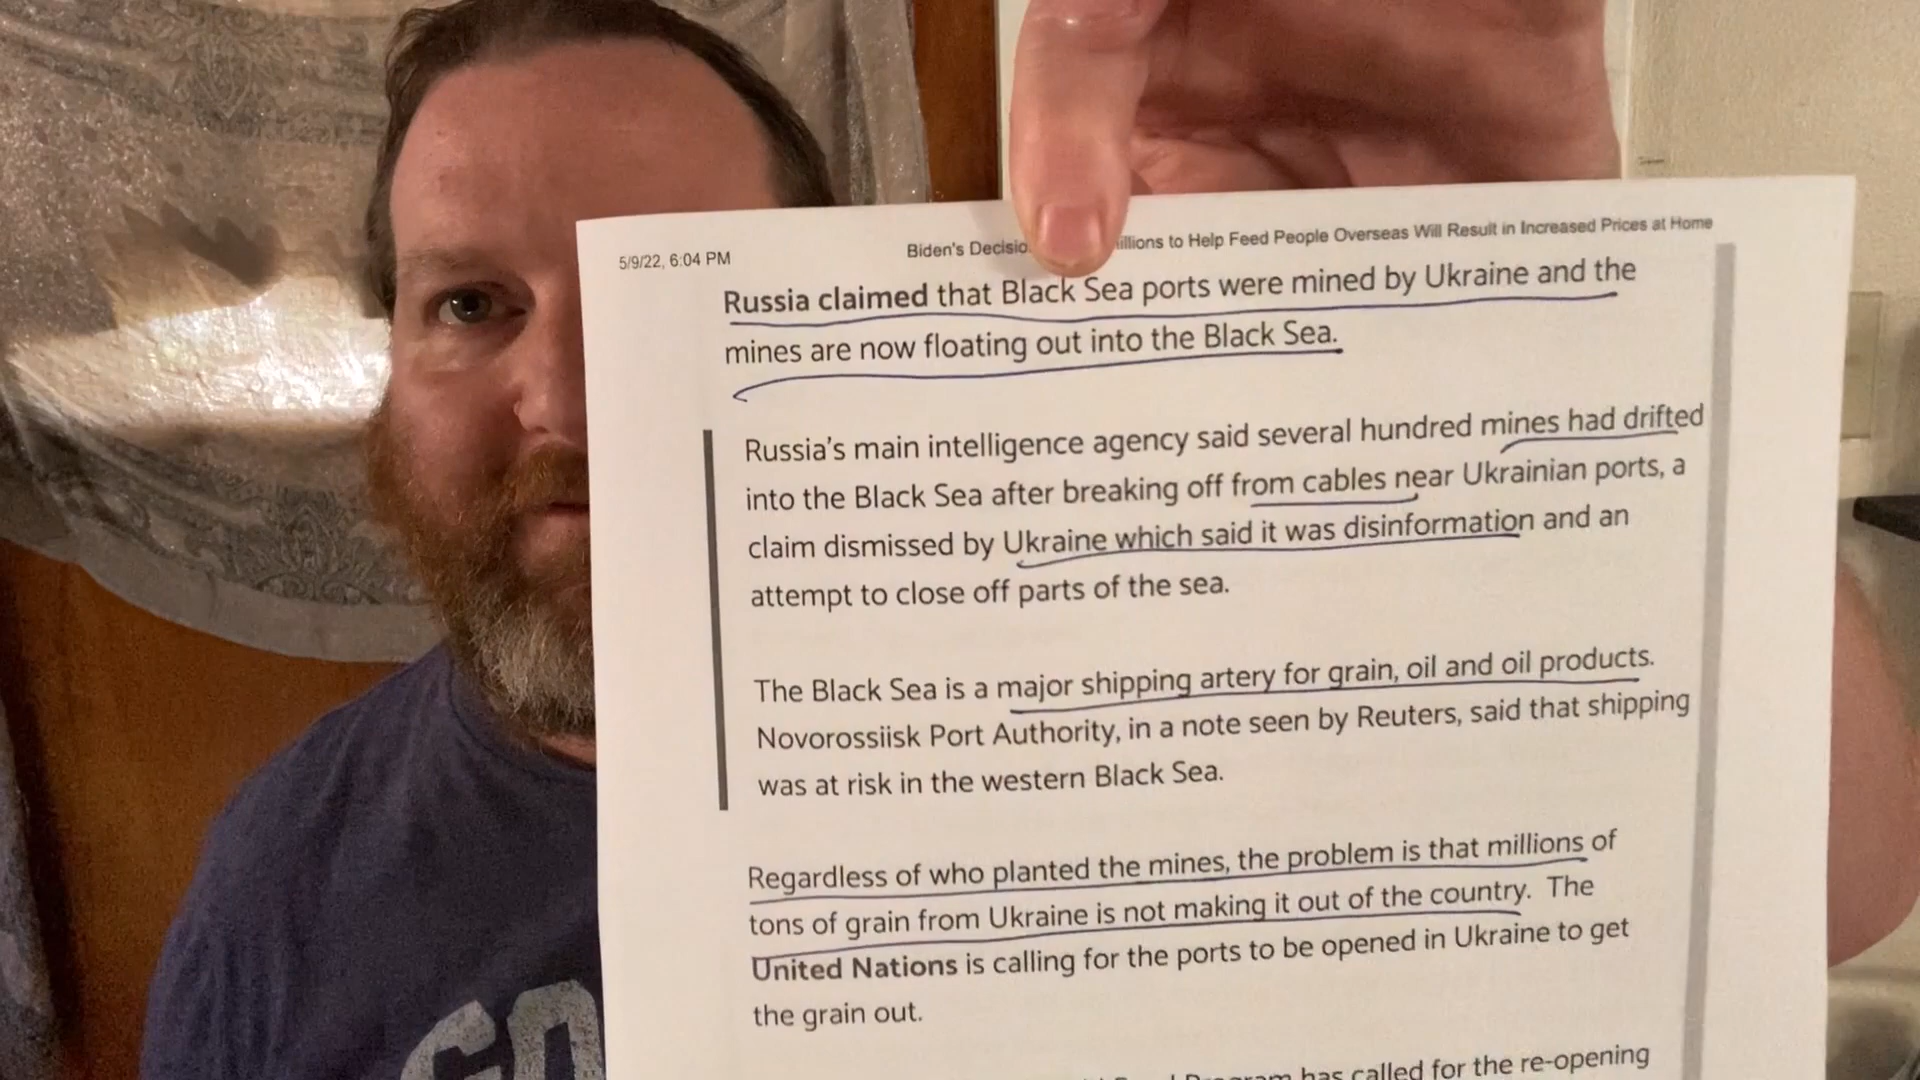 5/9/22, 6:04 PM
Biden's to Help Feed People Overseas Will Result in Increased Prices at Home
Russia claimed that Black Sea ports were mined by Ukraine and the
mines are now floating out into the Black Sea.
Russia's main intelligence agency said several hundred mines had drifted
into the Black Sea after breaking off from cables near Ukrainian ports, a
claim dismissed by Ukraine which said it was disinformation and an
attempt to close off parts of the sea.
The Black Sea is a major shipping artery for grain, oil and oil products.
Novorossiisk Port Authority, in a note seen by Reuters, said that shipping
was at risk in the western Black Sea.
Regardless of who planted the mines, the problem is that millions of
tons of grain from Ukraine is not making it out of the country. The
United Nations is calling for the ports to be opened in Ukraine to get
the grain out.
has called for the re-opening